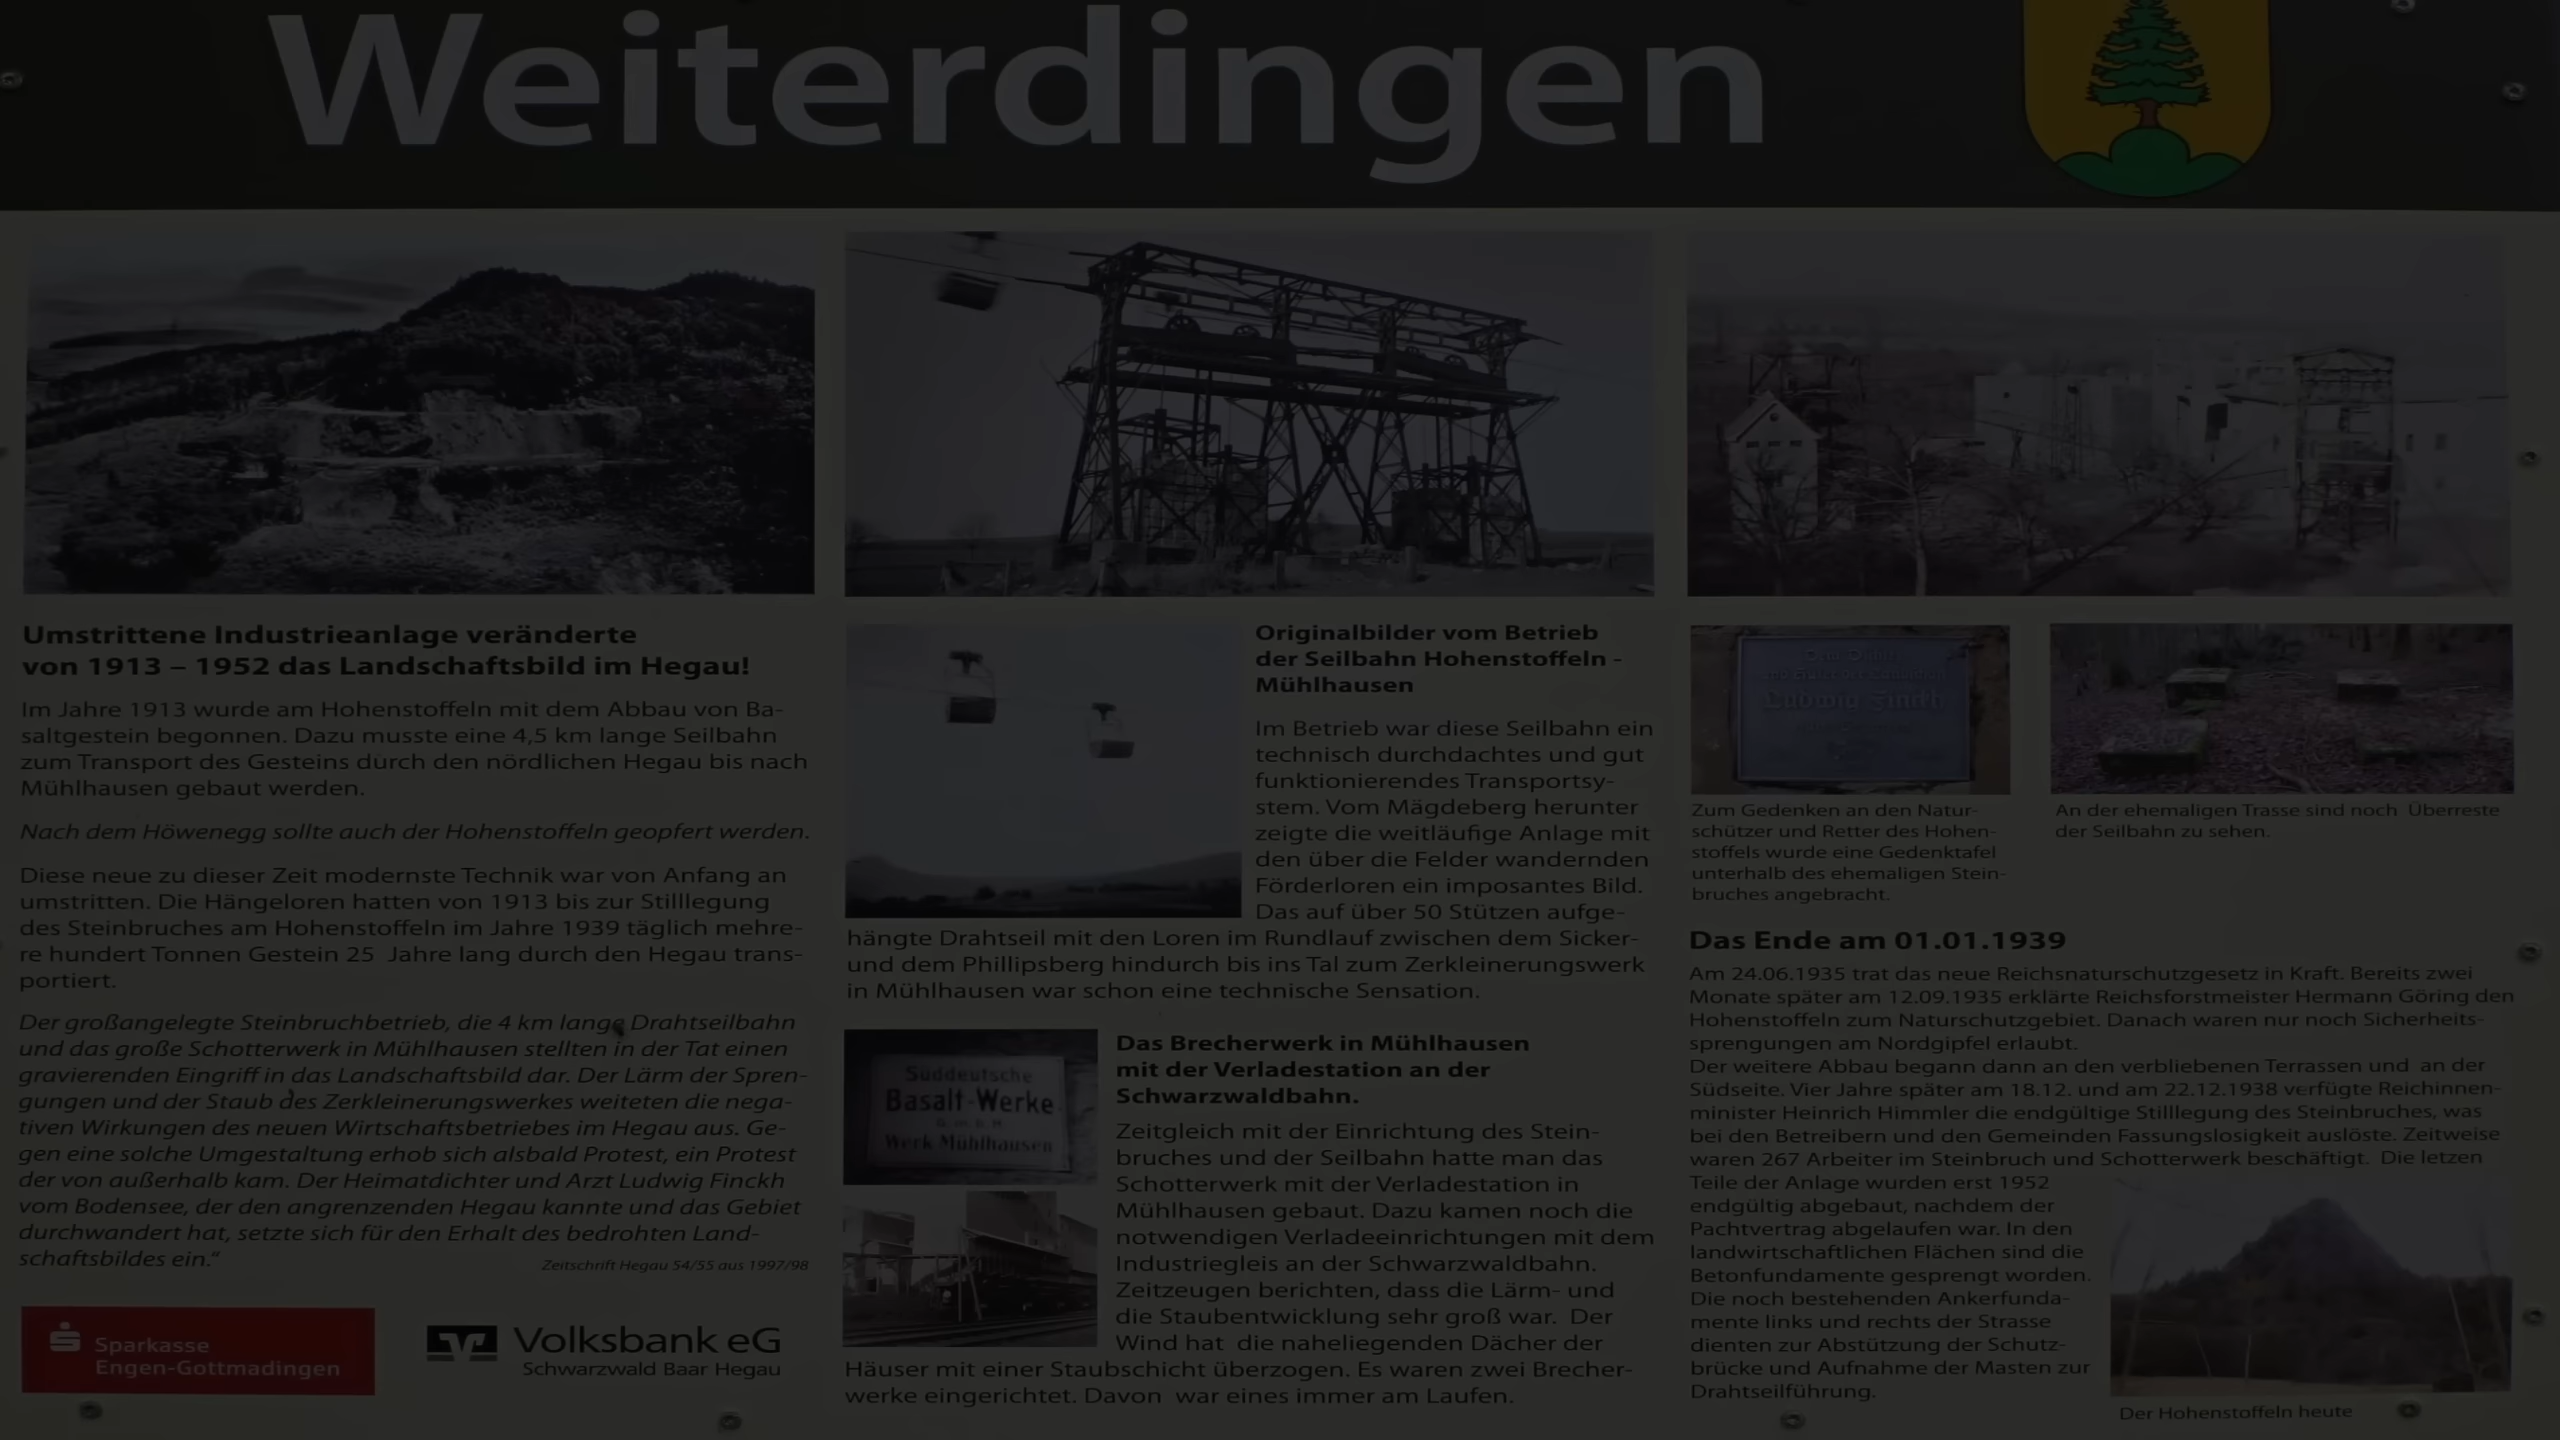 Weiterdingen
Umstrittene Industrieanlage veränderte
von 1913 – 1952 das Landschaftsbild im Hegau!
Im Jahre 1913 wurde am Hohenstoffeln mit dem Abbau von Ba-
saltgestein begonnen. Dazu musste eine 4,5 km lange Seilbahn
zum Transport des Gesteins durch den nördlichen Hegau bis nach
Mühlhausen gebaut werden.
Nach dem Höwenegg sollte auch der Hohenstoffeln geopfert werden.
Diese neue zu dieser Zeit modernste Technik war von Anfang an
umstritten. Die Hängeloren hatten von 1913 bis zur Stilllegung
des Steinbruches am Hohenstoffeln im Jahre 1939 täglich mehre-
re hundert Tonnen Gestein 25 Jahre lang durch den Hegau trans-
portiert.
Der großangelegte Steinbruchbetrieb, die 4 km lange Drahtseilbahn
und das große Schotterwerk in Mühlhausen stellten in der Tat einen
gravierenden Eingriff in das Landschaftsbild dar. Der Lärm der Spren-
gungen und der Staub des Zerkleinerungswerkes weiteten die nega-
tiven Wirkungen des neuen Wirtschaftsbetriebes im Hegau aus. Ge-
gen eine solche Umgestaltung erhob sich alsbald Protest, ein Protest
der von außerhalb kam. Der Heimatdichter und Arzt Ludwig Finckh
vom Bodensee, der den angrenzenden Hegau kannte und das Gebiet
durchwandert hat, setzte sich für den Erhalt des bedrohten Land-
schaftsbildes ein.“
Zeitschrift Hegau 54/55 aus 1997/98
Sparkasse
Engen-Gottmadingen
Volksbank eG
Schwarzwald Baar Hegau
Originalbilder vom Betrieb
der Seilbahn Hohenstoffeln -
Mühlhausen
Im Betrieb war diese Seilbahn ein
technisch durchdachtes und gut
funktionierendes Transportsy-
stem. Vom Mägdeberg herunter
zeigte die weitläufige Anlage mit
den über die Felder wandernden
Förderloren ein imposantes Bild.
Das auf über 50 Stützen aufge-
hängte Drahtseil mit den Loren im Rundlauf zwischen dem Sicker-
und dem Phillipsberg hindurch bis ins Tal zum Zerkleinerungswerk
in Mühlhausen war schon eine technische Sensation.
Süddeutsche
Basalt-Werke
G.m.b.H
Werk Mühlhausen
Das Brecherwerk in Mühlhausen
mit der Verladestation an der
Schwarzwaldbahn.
Zeitgleich mit der Einrichtung des Stein-
bruches und der Seilbahn hatte man das
Schotterwerk mit der Verladestation in
Mühlhausen gebaut. Dazu kamen noch die
notwendigen Verladeeinrichtungen mit dem
Industriegleis an der Schwarzwaldbahn.
Zeitzeugen berichten, dass die Lärm- und
die Staubentwicklung sehr groß war. Der
Wind hat die naheliegenden Dächer der
Häuser mit einer Staubschicht überzogen. Es waren zwei Brecher-
werke eingerichtet. Davon war eines immer am Laufen.
Ludwig Finckh
Zum Gedenken an den Natur-
schützer und Retter des Hohen-
stoffels wurde eine Gedenktafel
unterhalb des ehemaligen Stein-
bruches angebracht.
An der ehemaligen Trasse sind noch Überreste
der Seilbahn zu sehen.
Das Ende am 01.01.1939
Am 24.06.1935 trat das neue Reichsnaturschutzgesetz in Kraft. Bereits zwei
Monate später am 12.09.1935 erklärte Reichsforstmeister Hermann Göring den
Hohenstoffeln zum Naturschutzgebiet. Danach waren nur noch Sicherheits-
sprengungen am Nordgipfel erlaubt.
Der weitere Abbau begann dann an den verbliebenen Terrassen und an der
Südseite. Vier Jahre später am 18.12. und am 22.12.1938 verfügte Reichinnen-
minister Heinrich Himmler die endgültige Stilllegung des Steinbruches, was
bei den Betreibern und den Gemeinden Fassungslosigkeit auslöste. Zeitweise
waren 267 Arbeiter im Steinbruch und Schotterwerk beschäftigt. Die letzen
Teile der Anlage wurden erst 1952
endgültig abgebaut, nachdem der
Pachtvertrag abgelaufen war. In den
landwirtschaftlichen Flächen sind die
Betonfundamente gesprengt worden.
Die noch bestehenden Ankerfunda-
mente links und rechts der Strasse
dienten zur Abstützung der Schutz-
brücke und Aufnahme der Masten zur
Drahtseilführung.
Der Hohenstoffeln heute